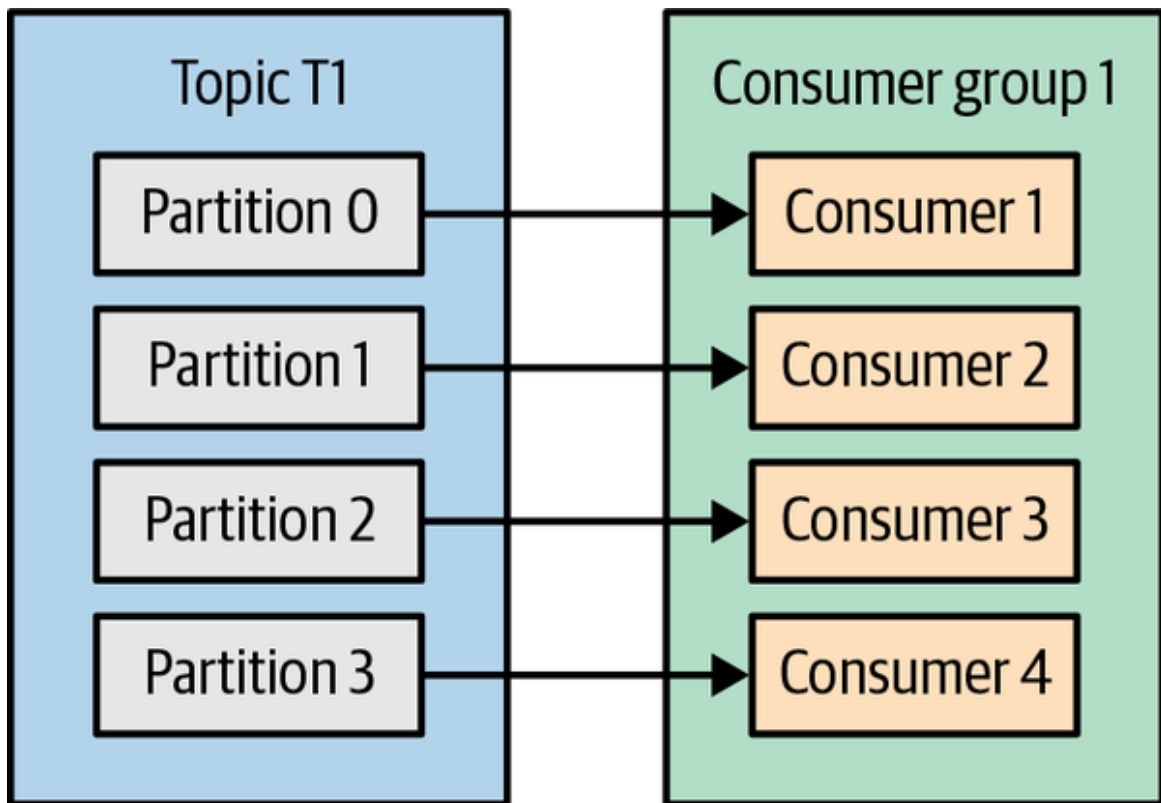 Topic T1
Partition 0
Partition 1
Partition 2
Partition 3
Consumer group 1
Consumer 1
Consumer 2
Consumer 3
Consumer 4